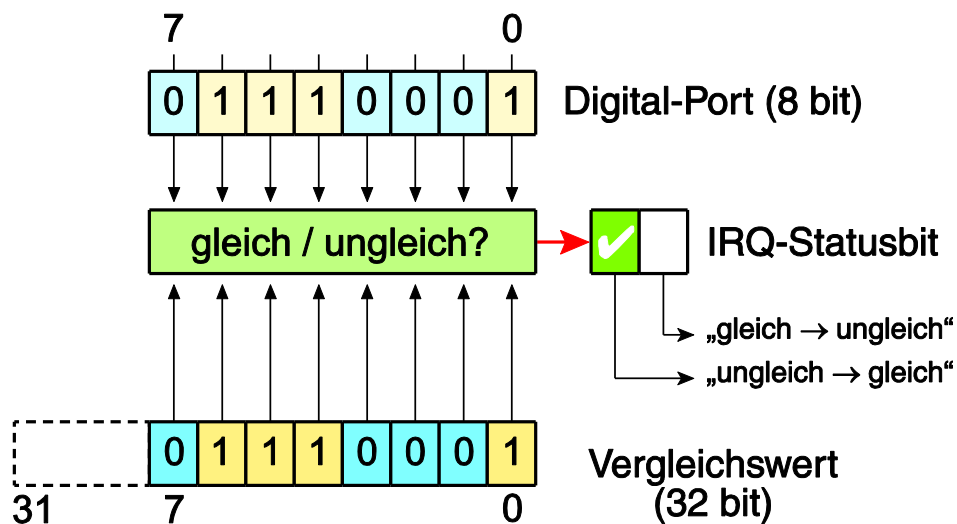 7 0
0 1 1 1 0 0 0 1 Digital-Port (8 bit)
gleich / ungleich? IRQ-Statusbit
„gleich → ungleich“
„ungleich → gleich“
0 1 1 1 0 0 0 1 Vergleichswert
(32 bit)
31 7 0